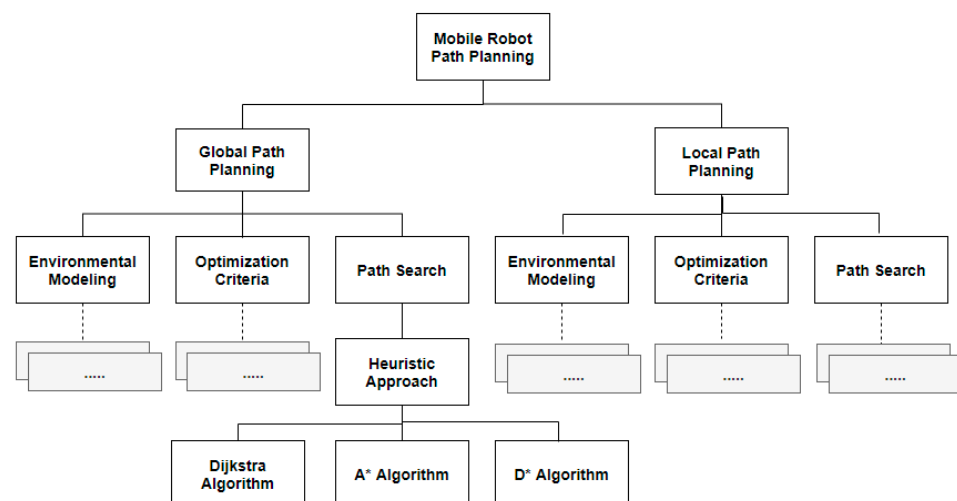 Mobile Robot
Path Planning
Global Path
Planning
Local Path
Planning
Environmental
Modeling
Optimization
Criteria
Path Search
Environmental
Modeling
Optimization
Criteria
Path Search
.....
.....
Heuristic
Approach
.....
.....
.....
Dijkstra
Algorithm
A* Algorithm
D* Algorithm